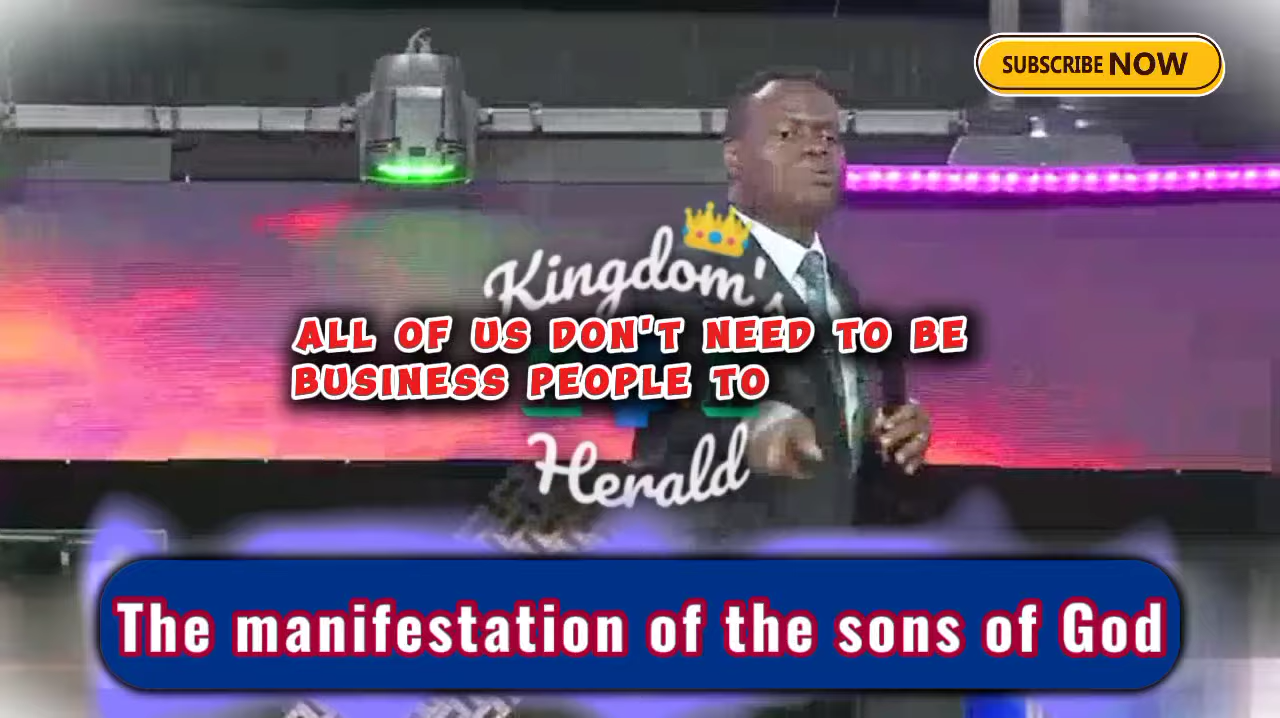 SUBSCRIBE NOW
Kingdom's
ALL OF US DON'T NEED TO BE
BUSINESS PEOPLE TO
Herald
The manifestation of the sons of God